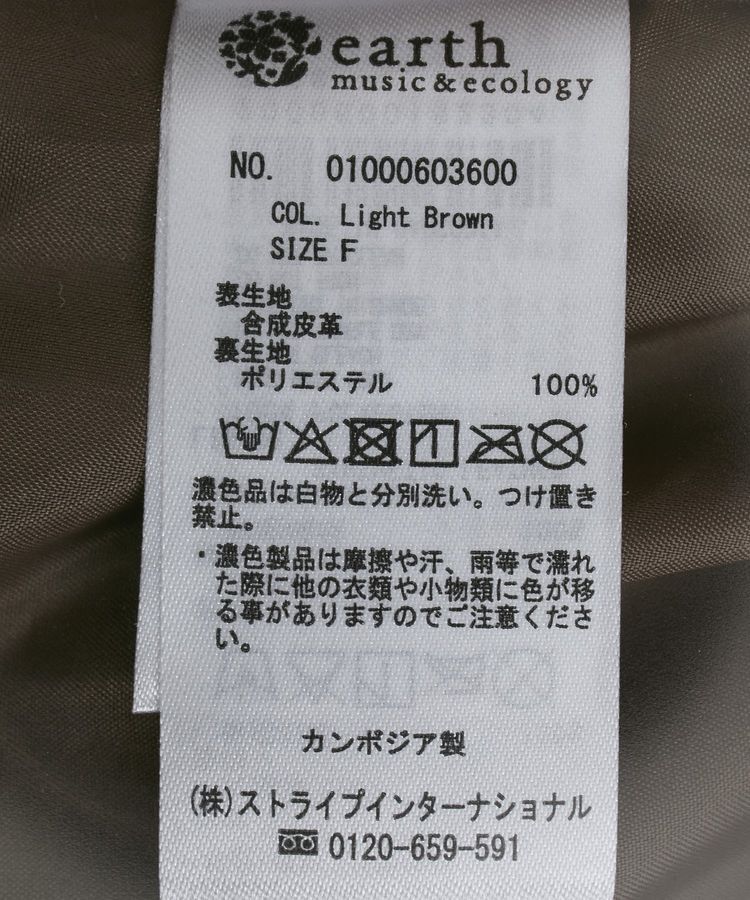 earth
music&ecology
NO. 01000603600
COL. Light Brown
SIZE F
表生地
合成皮革
裏生地
ポリエステル 100%
濃色品は白物と分別洗い。つけ置き
禁止。
・濃色製品は摩擦や汗、雨等で濡れ
た際に他の衣類や小物類に色が移
る事がありますのでご注意くださ
い。
カンボジア製
(株)ストライプインターナショナル
0120-659-591